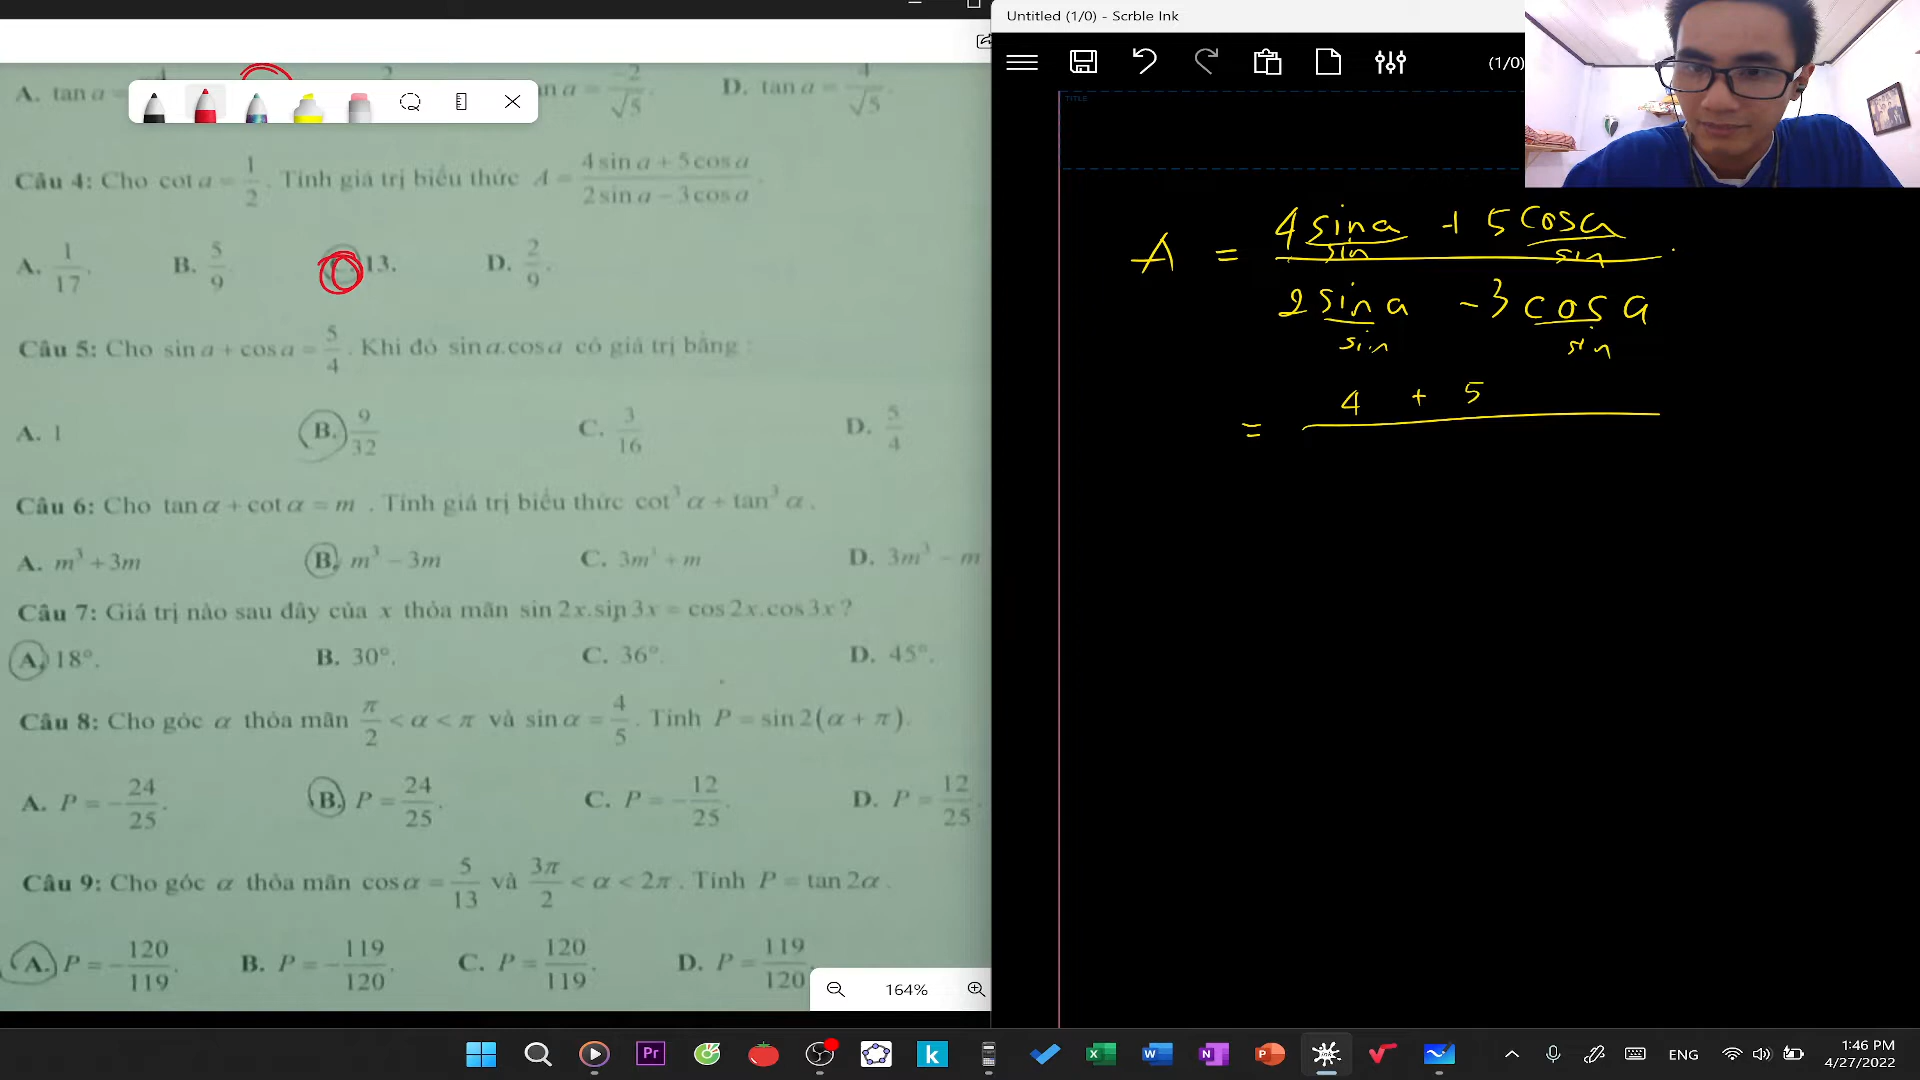 Untitled (1/0) - Scrble Ink
(1/0)
TITLE
A. tan a =
an a = 2/√5.
D. tan a = 4/√5.
Câu 4: Cho cot a = 1/2. Tính giá trị biểu thức A = (4 sin a + 5 cos a)/(2 sin a − 3 cos a).
A. 1/17.
B. 5/9.
13.
D. 2/9.
Câu 5: Cho sin a + cos a = 5/4. Khi đó sin a.cos a có giá trị bằng :
A. 1
B. 9/32
C. 3/16
D. 5/4
Câu 6: Cho tan α + cot α = m . Tính giá trị biểu thức cot³ α + tan³ α .
A. m³ + 3m
B. m³ − 3m
C. 3m³ + m
D. 3m³ − m
Câu 7: Giá trị nào sau đây của x thỏa mãn sin 2x.sin 3x = cos 2x.cos 3x ?
A. 18°.
B. 30°.
C. 36°.
D. 45°.
Câu 8: Cho góc α thỏa mãn π/2 < α < π và sin α = 4/5. Tính P = sin 2(α + π).
A. P = −24/25.
B. P = 24/25.
C. P = −12/25.
D. P = 12/25.
Câu 9: Cho góc α thỏa mãn cos α = 5/13 và 3π/2 < α < 2π . Tính P = tan 2α .
A. P = −120/119.
B. P = −119/120.
C. P = 120/119.
D. P = 119/120.
164%
A = 4 sin a + 5 cos a
sin sin
2 sin a − 3 cos a
sin sin
= 4 + 5
Pr
k
ENG
1:46 PM
4/27/2022